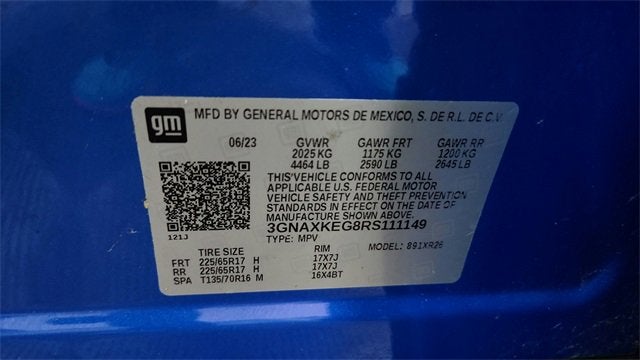 gm
MFD BY GENERAL MOTORS DE MEXICO, S. DE R.L. DE C.V.
06/23 GVWR GAWR FRT GAWR RR
2025 KG 1175 KG 1200 KG
4464 LB 2590 LB 2645 LB
THIS VEHICLE CONFORMS TO ALL
APPLICABLE U.S. FEDERAL MOTOR
VEHICLE SAFETY AND THEFT PREVENTION
STANDARDS IN EFFECT ON THE DATE OF
MANUFACTURE SHOWN ABOVE.
3GNAXKEG8RS111149
121J
TYPE: MPV MODEL: 891XR26
TIRE SIZE RIM
FRT 225/65R17 H 17X7J
RR 225/65R17 H 17X7J
SPA T135/70R16 M 16X4BT